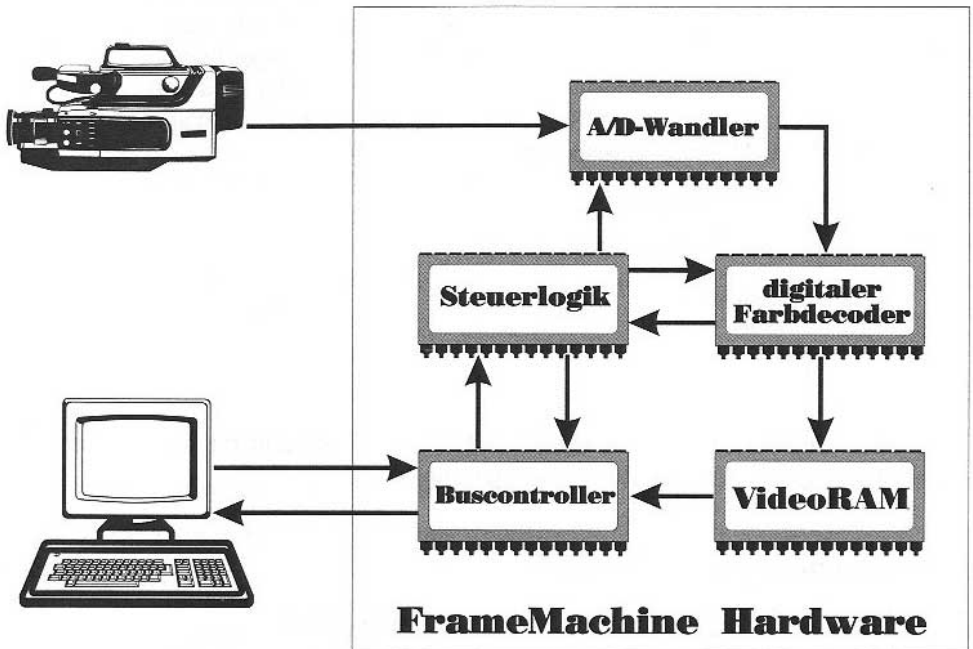 A/D-Wandler
Steuerlogik
digitaler
Farbdecoder
Buscontroller
VideoRAM
FrameMachine Hardware